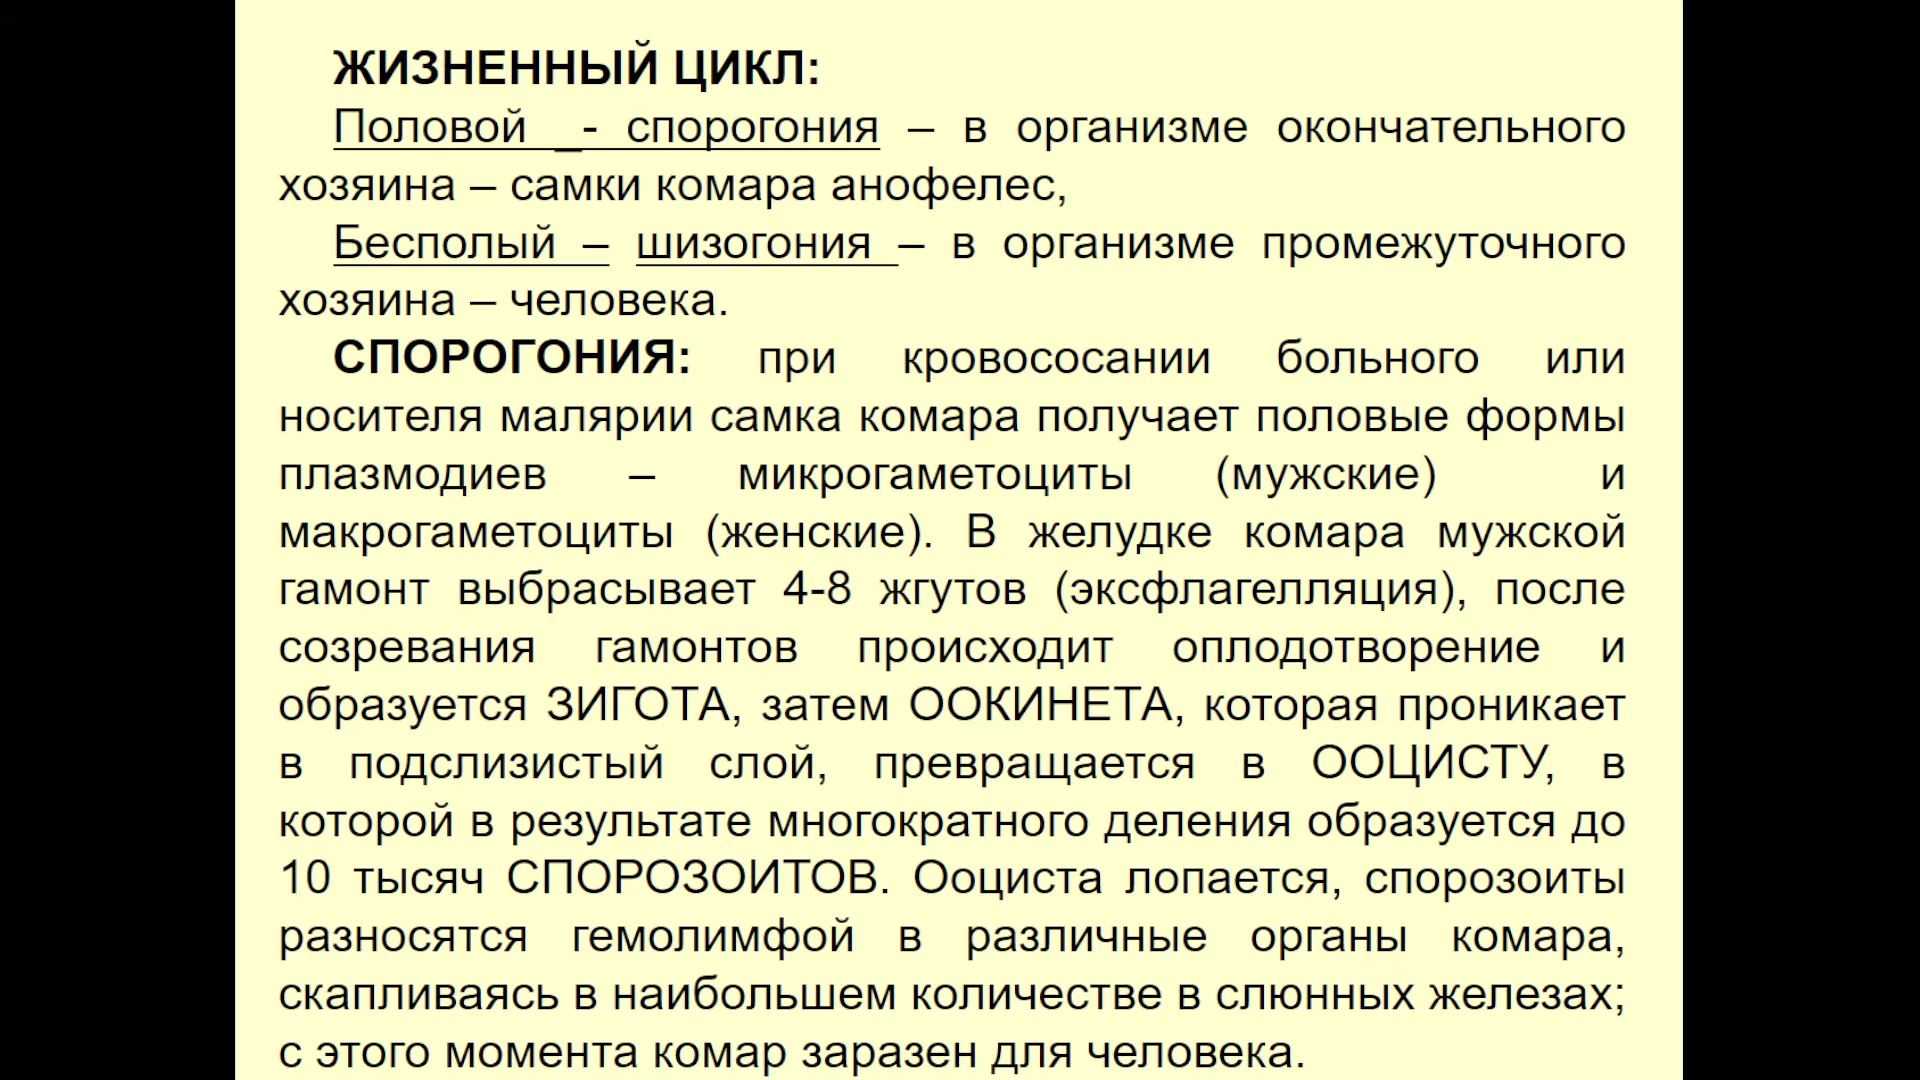 ЖИЗНЕННЫЙ ЦИКЛ:
Половой _- спорогония – в организме окончательного
хозяина – самки комара анофелес,
Бесполый – шизогония – в организме промежуточного
хозяина – человека.
СПОРОГОНИЯ: при кровососании больного или
носителя малярии самка комара получает половые формы
плазмодиев – микрогаметоциты (мужские) и
макрогаметоциты (женские). В желудке комара мужской
гамонт выбрасывает 4-8 жгутов (эксфлагелляция), после
созревания гамонтов происходит оплодотворение и
образуется ЗИГОТА, затем ООКИНЕТА, которая проникает
в подслизистый слой, превращается в ООЦИСТУ, в
которой в результате многократного деления образуется до
10 тысяч СПОРОЗОИТОВ. Ооциста лопается, спорозоиты
разносятся гемолимфой в различные органы комара,
скапливаясь в наибольшем количестве в слюнных железах;
с этого момента комар заразен для человека.